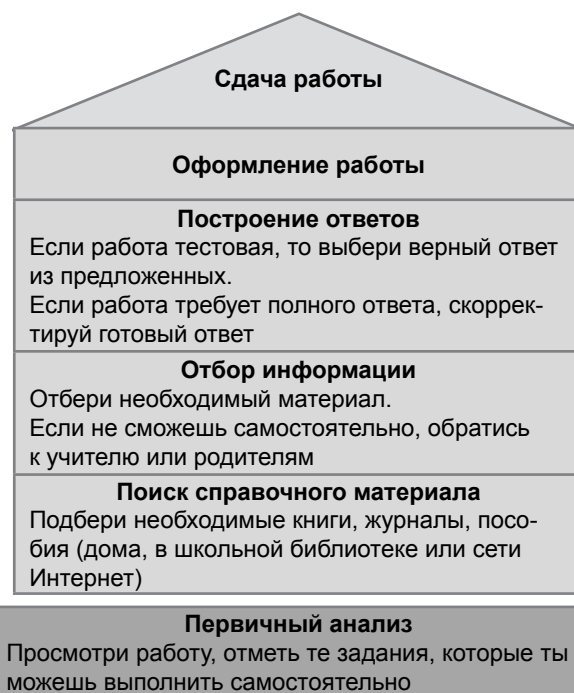 Сдача работы
Оформление работы
Построение ответов
Если работа тестовая, то выбери верный ответ
из предложенных.
Если работа требует полного ответа, скоррек-
тируй готовый ответ
Отбор информации
Отбери необходимый материал.
Если не сможешь самостоятельно, обратись
к учителю или родителям
Поиск справочного материала
Подбери необходимые книги, журналы, посо-
бия (дома, в школьной библиотеке или сети
Интернет)
Первичный анализ
Просмотри работу, отметь те задания, которые ты
можешь выполнить самостоятельно